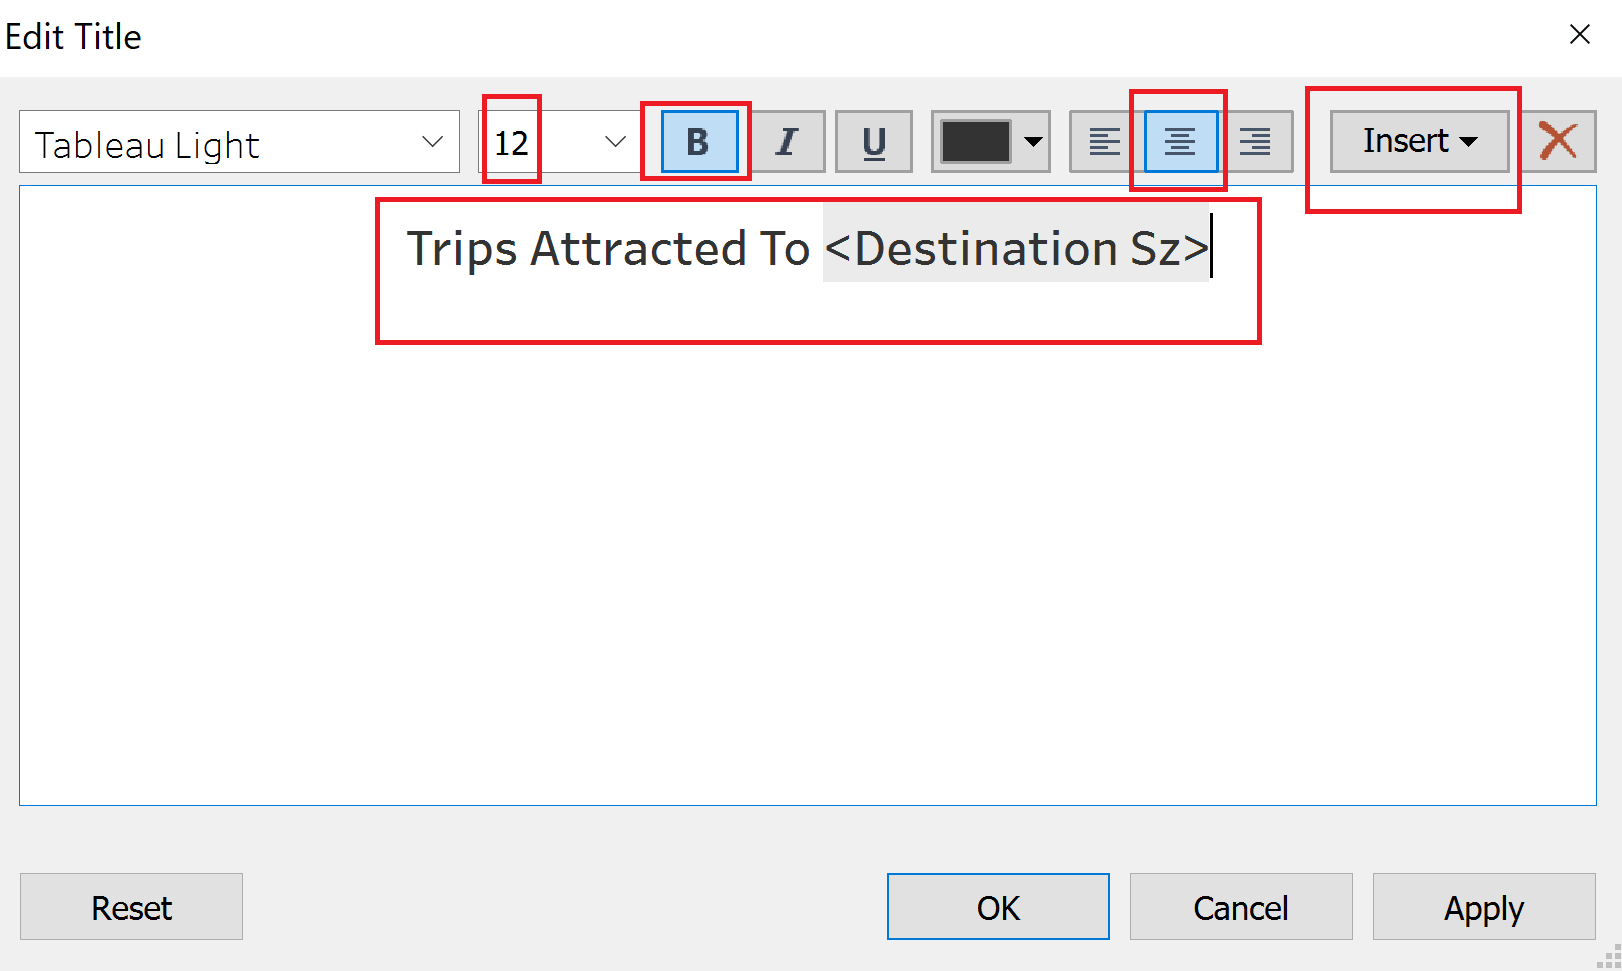 Edit Title
Tableau Light 12 B I U Insert
Trips Attracted To <Destination Sz>
Reset OK Cancel Apply